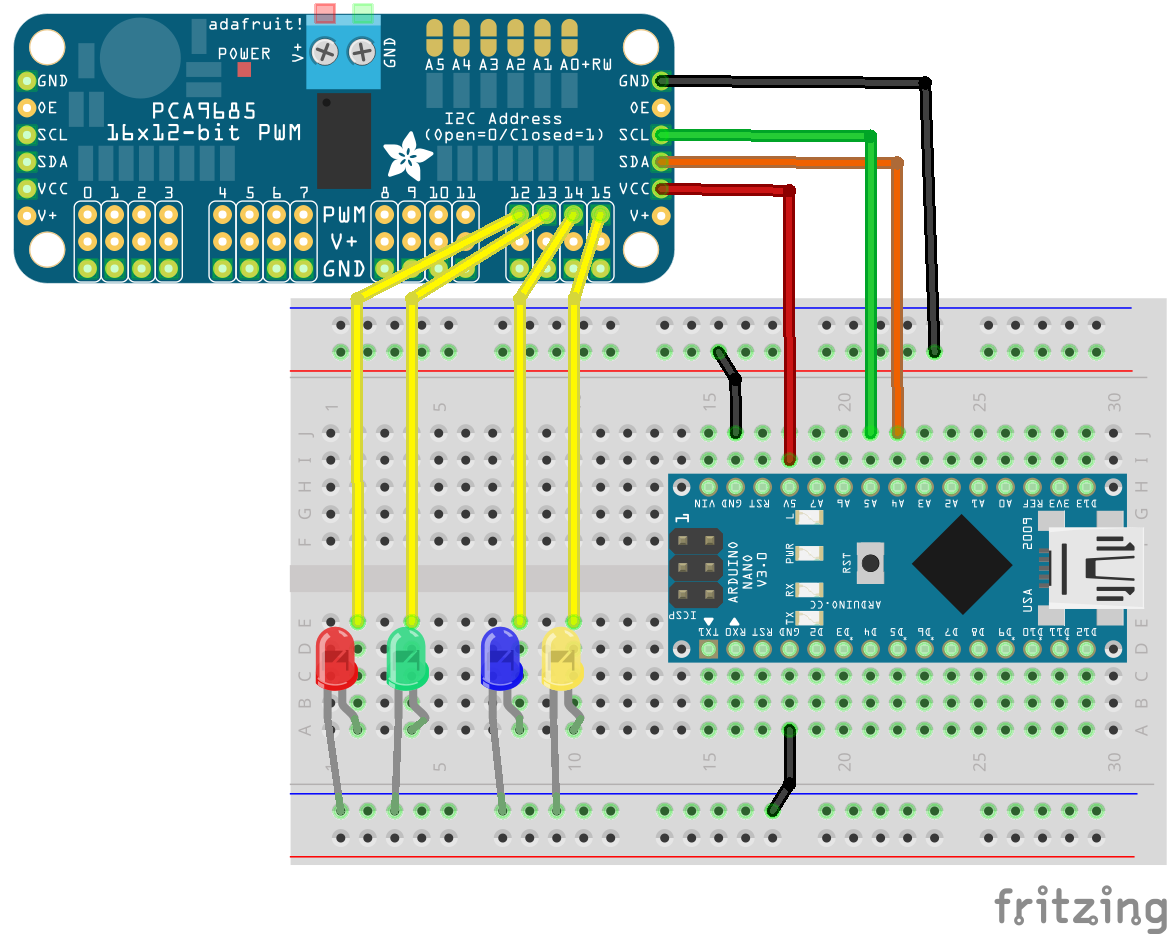 adafruit!
POWER
V+
GND
A5 A4 A3 A2 A1 A0+RW
GND
OE
SCL
SDA
VCC
V+
PCA9685
16x12-bit PWM
I2C Address
(Open=0/Closed=1)
GND
OE
SCL
SDA
VCC
V+
0 1 2 3 4 5 6 7 8 9 10 11 12 13 14 15
PWM
V+
GND
1 5 15 20 25 30
J J
I I
H
G G
F
E
D
C C
B B
A A
VIN GND RST 5V A7 A6 A5 A4 A3 A2 A1 A0 REF 3V3 D13
1
L
PWR
RX
TX
RST
ARDUINO
NANO
V3.0
ARDUINO.CC
2009
USA
ICSP
TX1 RX0 RST GND D2 D3 D4 D5 D6 D7 D8 D9 D10 D11 D12
1 5 10 15 20 25 30
fritzing